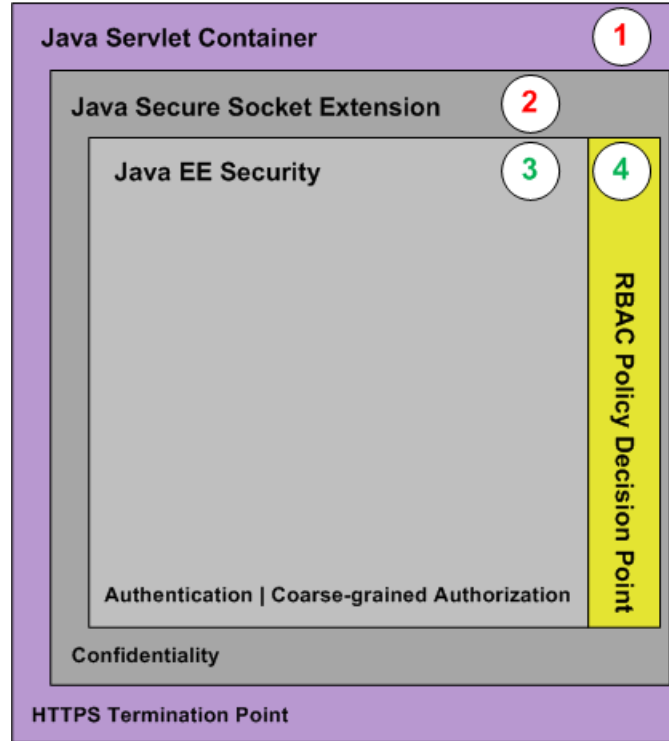 Java Servlet Container
1
Java Secure Socket Extension
2
Java EE Security
3
4
RBAC Policy Decision Point
Authentication | Coarse-grained Authorization
Confidentiality
HTTPS Termination Point